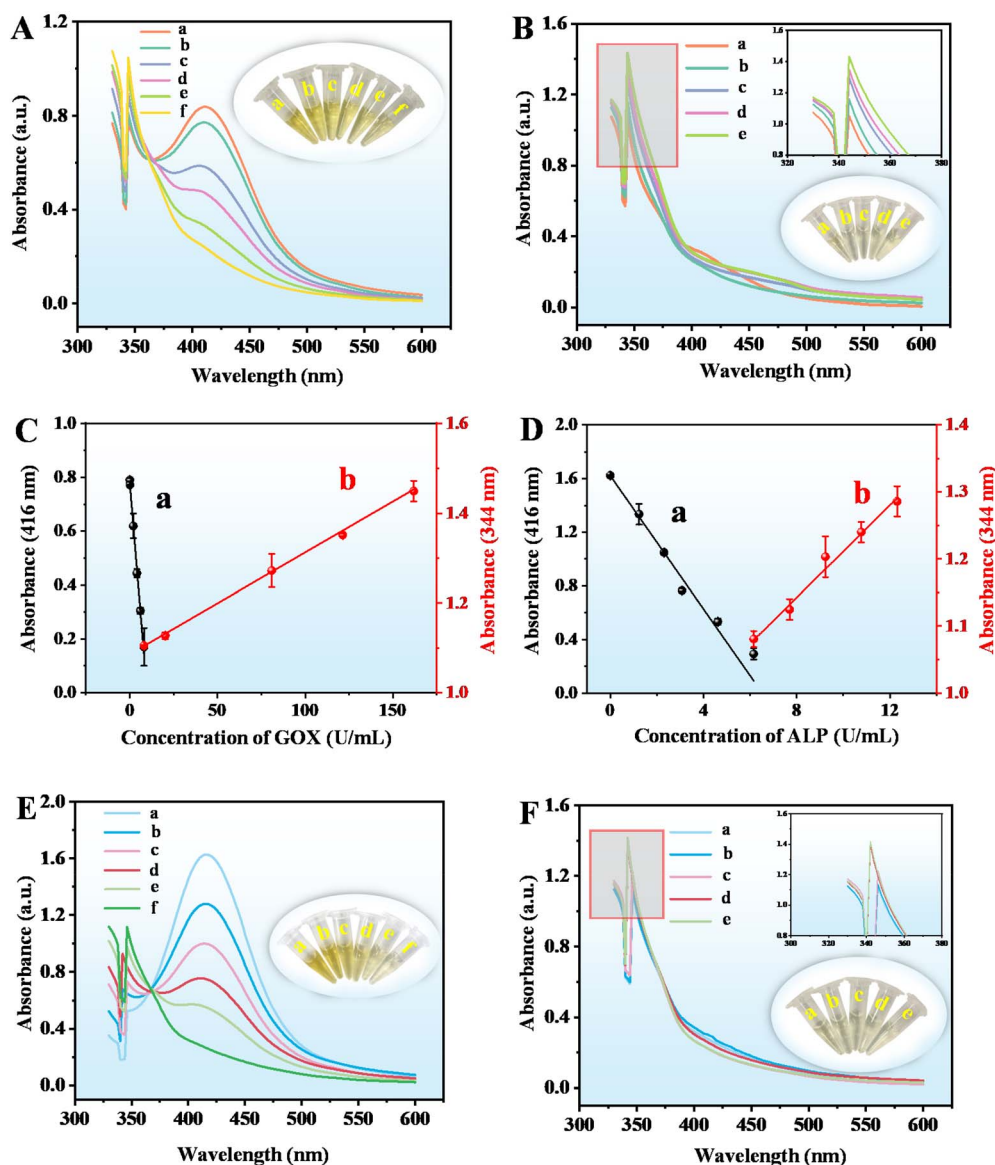 A
a
b
c
d
e
f
a b c d e f
1.2
0.8
0.4
0.0
Absorbance (a.u.)
300 350 400 450 500 550 600
Wavelength (nm)
B
a
b
c
d
e
1.4
1.2
1.0
0.8
320 340 360 380
a b c d e
1.6
1.2
0.8
0.4
0.0
Absorbance (a.u.)
300 350 400 450 500 550 600
Wavelength (nm)
C
a
b
1.0
0.8
0.6
0.4
0.2
0.0
Absorbance (416 nm)
1.6
1.4
1.2
1.0
Absorbance (344 nm)
0 50 100 150
Concentration of GOX (U/mL)
D
a
b
2.0
1.6
1.2
0.8
0.4
0.0
Absorbance (416 nm)
1.4
1.3
1.2
1.1
1.0
Absorbance (344 nm)
0 4 8 12
Concentration of ALP (U/mL)
E
a
b
c
d
e
f
a b c d e f
2.0
1.6
1.2
0.8
0.4
0.0
Absorbance (a.u.)
300 350 400 450 500 550 600
Wavelength (nm)
F
a
b
c
d
e
1.6
1.4
1.2
1.0
0.8
300 320 340 360 380
a b c d e
1.6
1.2
0.8
0.4
0.0
Absorbance (a.u.)
300 350 400 450 500 550 600
Wavelength (nm)